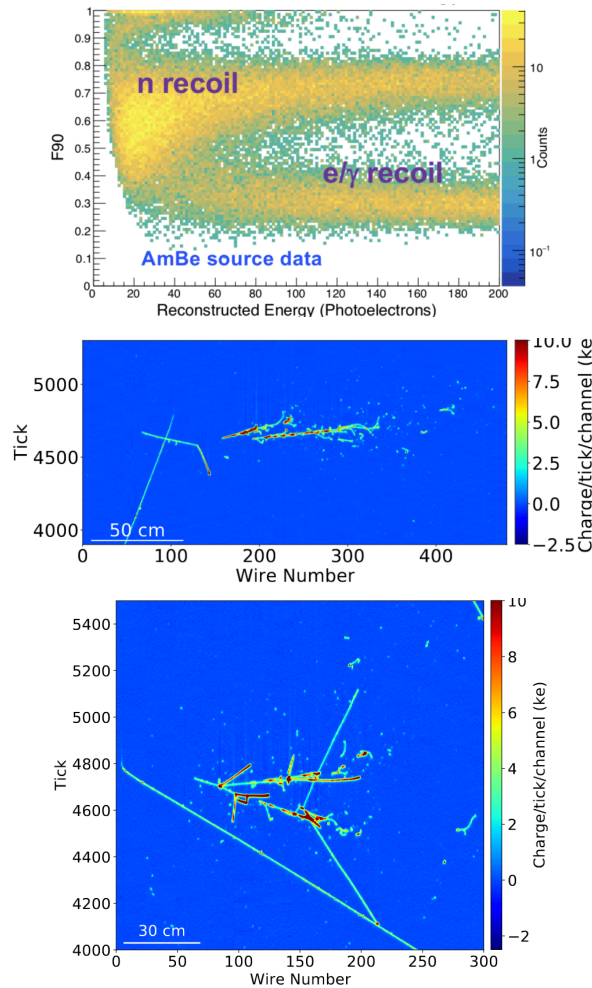 1
0.9
0.8
0.7
0.6
0.5
0.4
0.3
0.2
0.1
0
F90
n recoil
e/γ recoil
AmBe source data
0 20 40 60 80 100 120 140 160 180 200
Reconstructed Energy (Photoelectrons)
10
1
10⁻¹
Counts
5000
4500
4000
Tick
50 cm
0 100 200 300 400
Wire Number
10.0
7.5
5.0
2.5
0.0
−2.5
Charge/tick/channel (ke
5400
5200
5000
4800
4600
4400
4200
4000
Tick
30 cm
0 50 100 150 200 250 300
Wire Number
10
8
6
4
2
0
−2
Charge/tick/channel (ke)